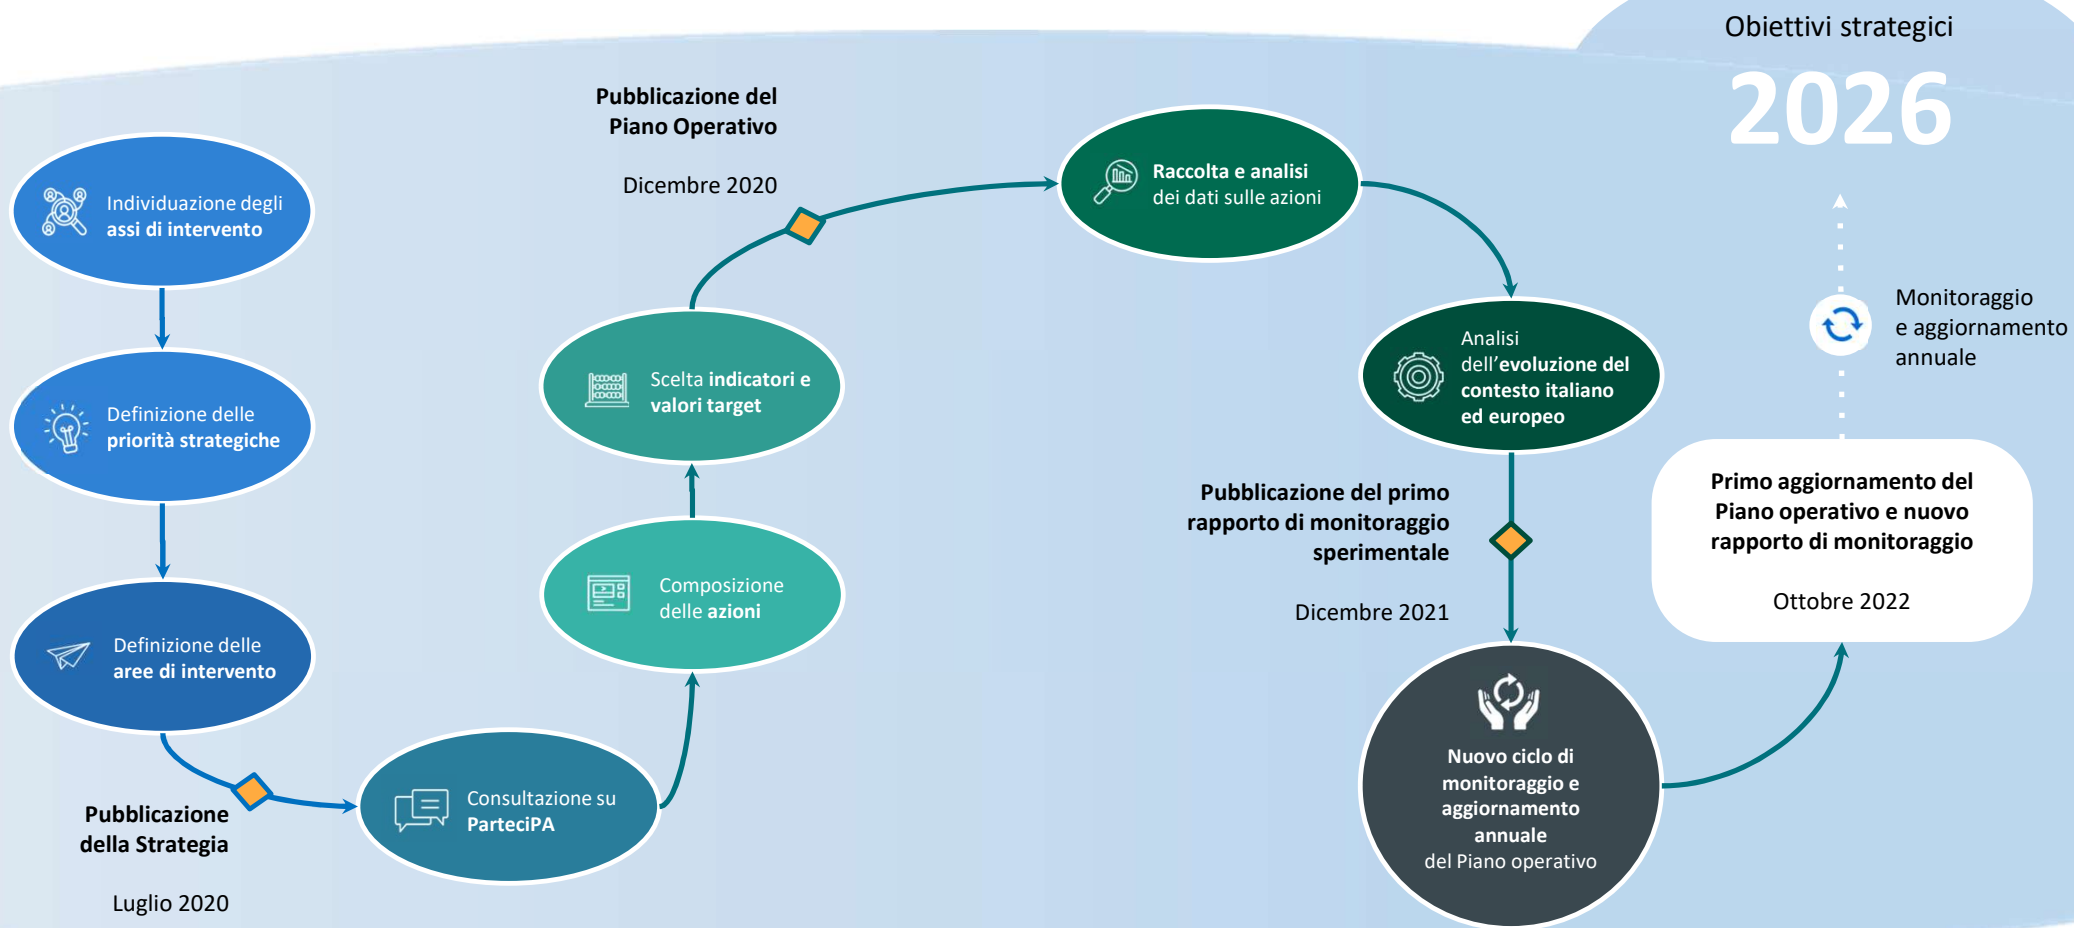 Individuazione degli
assi di intervento
Definizione delle
priorità strategiche
Definizione delle
aree di intervento
Pubblicazione
della Strategia
Luglio 2020
Consultazione su
ParteciPA
Composizione
delle azioni
Scelta indicatori e
valori target
Pubblicazione del
Piano Operativo
Dicembre 2020
Raccolta e analisi
dei dati sulle azioni
Analisi
dell'evoluzione del
contesto italiano
ed europeo
Pubblicazione del primo
rapporto di monitoraggio
sperimentale
Dicembre 2021
Nuovo ciclo di
monitoraggio e
aggiornamento
annuale
del Piano operativo
Primo aggiornamento del
Piano operativo e nuovo
rapporto di monitoraggio
Ottobre 2022
Monitoraggio
e aggiornamento
annuale
Obiettivi strategici
2026